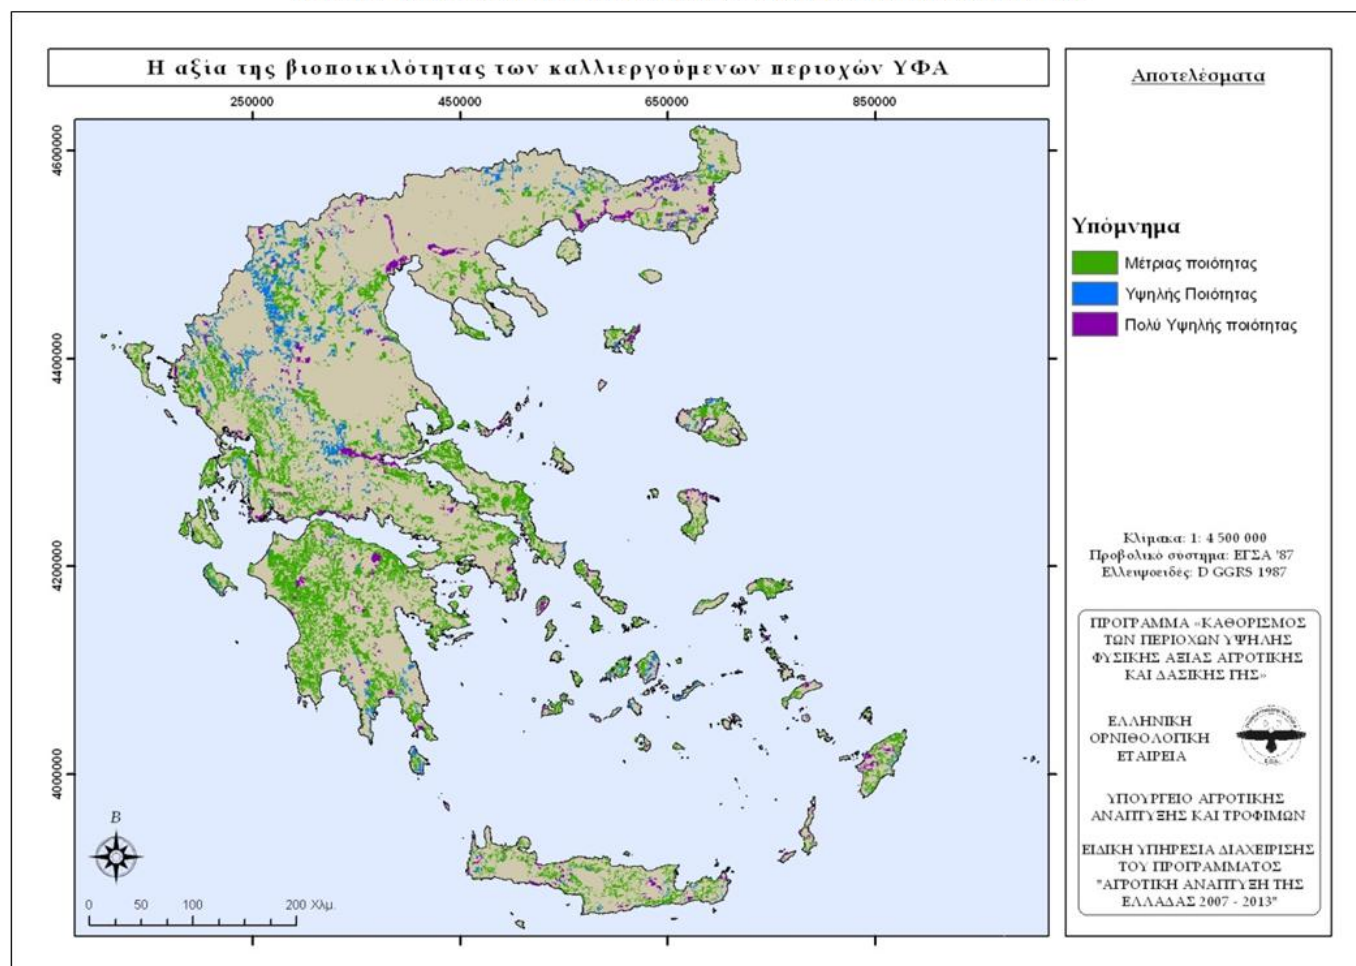 Η αξία της βιοποικιλότητας των καλλιεργούμενων περιοχών ΥΦΑ
250000 450000 650000 850000
4600000
4400000
4200000
4000000
Β
0 50 100 200 Χλμ.
Αποτελέσματα
Υπόμνημα
Μέτριας ποιότητας
Υψηλής Ποιότητας
Πολύ Υψηλής ποιότητας
Κλίμακα: 1: 4 500 000
Προβολικό σύστημα: ΕΓΣΑ '87
Ελλειψοειδές: D GGRS 1987
ΠΡΟΓΡΑΜΜΑ «ΚΑΘΟΡΙΣΜΟΣ
ΤΩΝ ΠΕΡΙΟΧΩΝ ΥΨΗΛΗΣ
ΦΥΣΙΚΗΣ ΑΞΙΑΣ ΑΓΡΟΤΙΚΗΣ
ΚΑΙ ΔΑΣΙΚΗΣ ΓΗΣ»
ΕΛΛΗΝΙΚΗ
ΟΡΝΙΘΟΛΟΓΙΚΗ
ΕΤΑΙΡΕΙΑ
ΥΠΟΥΡΓΕΙΟ ΑΓΡΟΤΙΚΗΣ
ΑΝΑΠΤΥΞΗΣ ΚΑΙ ΤΡΟΦΙΜΩΝ
ΕΙΔΙΚΗ ΥΠΗΡΕΣΙΑ ΔΙΑΧΕΙΡΙΣΗΣ
ΤΟΥ ΠΡΟΓΡΑΜΜΑΤΟΣ
"ΑΓΡΟΤΙΚΗ ΑΝΑΠΤΥΞΗ ΤΗΣ
ΕΛΛΑΔΑΣ 2007 - 2013"